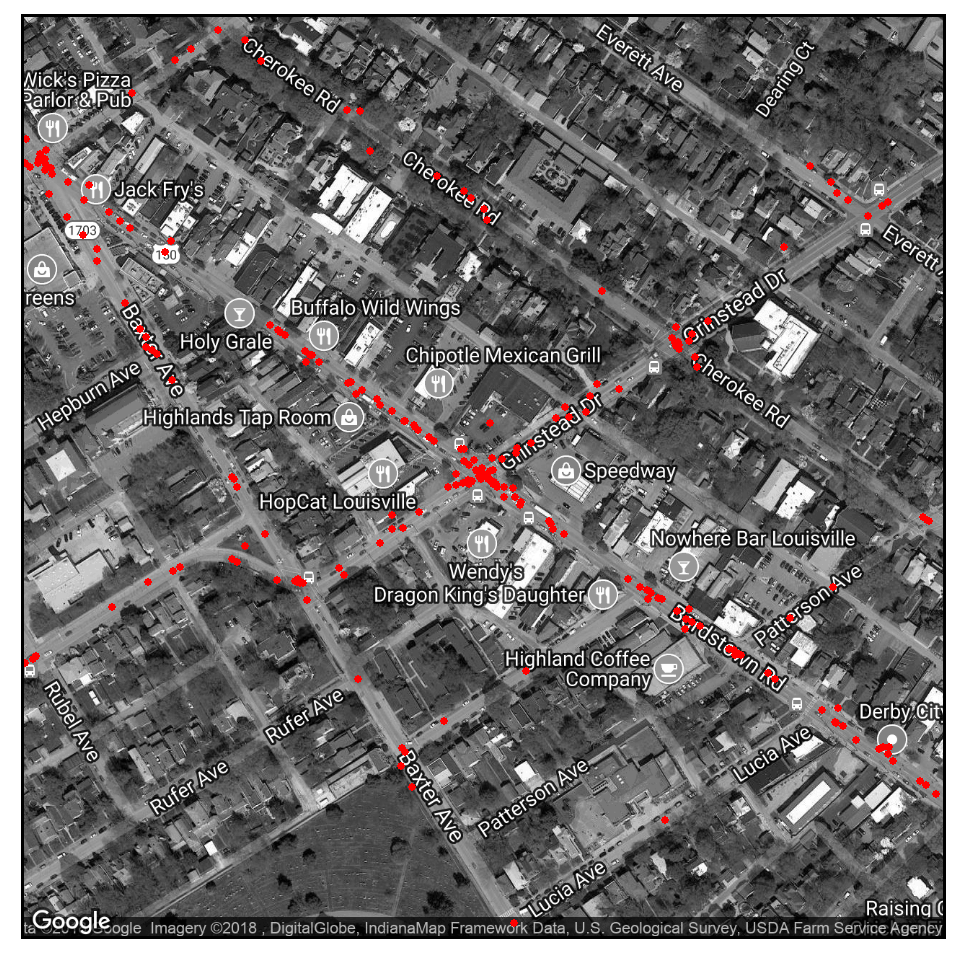 Everett Ave
Cherokee Rd
Dearing Ct
Wick's Pizza
Parlor & Pub
Cherokee Rd
Jack Fry's
1703
150
Everett A
reens
Grinstead Dr
Buffalo Wild Wings
Baxter Ave
Holy Grale
Chipotle Mexican Grill
Hepburn Ave
Cherokee Rd
Highlands Tap Room
Grinstead Dr
Speedway
HopCat Louisville
Nowhere Bar Louisville
Wendy's
Dragon King's Daughter
Patterson Ave
Bardstown Rd
Highland Coffee
Company
Rubel Ave
Rufer Ave
Derby City
Lucia Ave
Rufer Ave
Baxter Ave
Patterson Ave
Lucia Ave
Raising
Google
Imagery ©2018 , DigitalGlobe, IndianaMap Framework Data, U.S. Geological Survey, USDA Farm Service Agency